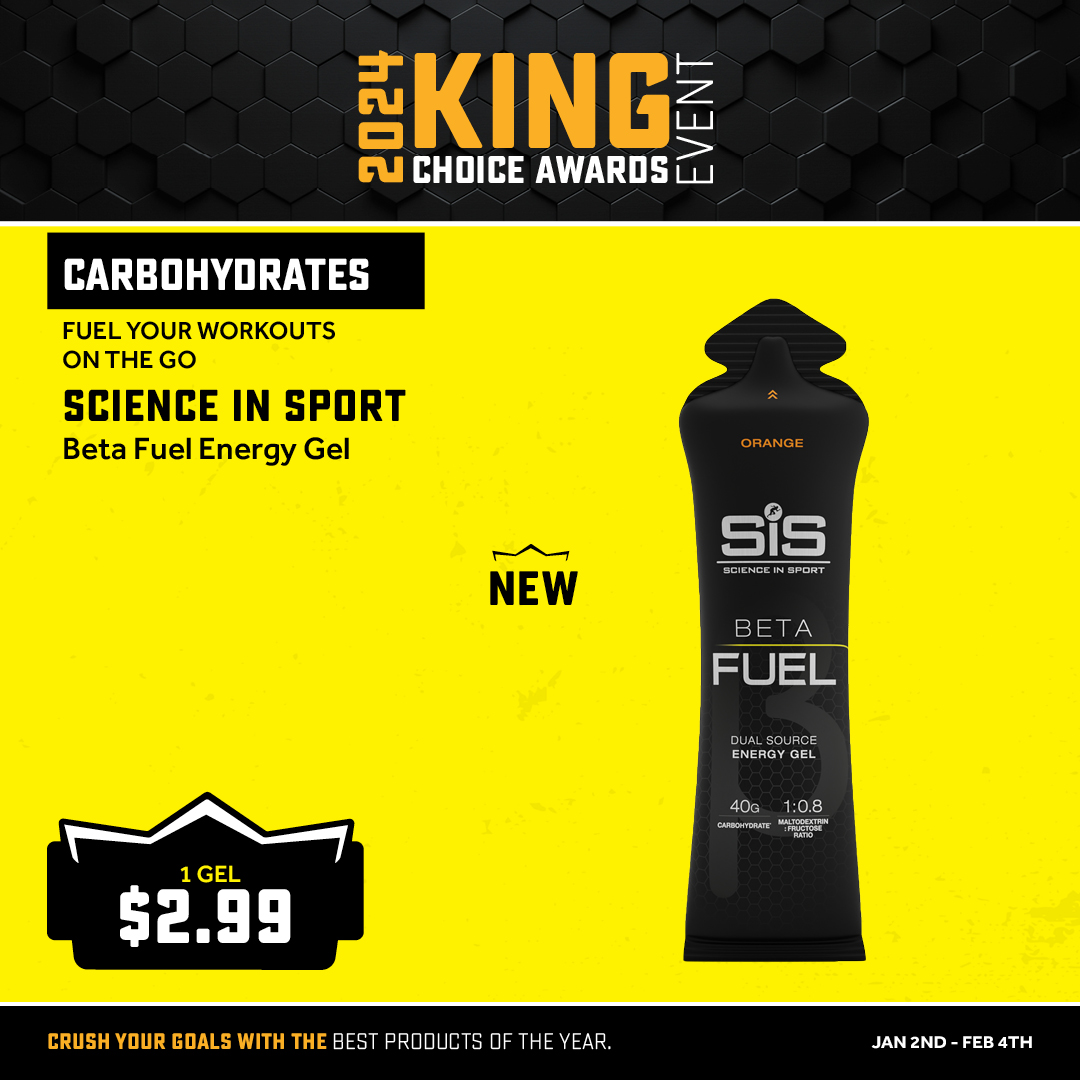 2024
KING
CHOICE AWARDS
EVENT
CARBOHYDRATES
FUEL YOUR WORKOUTS
ON THE GO
SCIENCE IN SPORT
Beta Fuel Energy Gel
NEW
ORANGE
SiS
SCIENCE IN SPORT
BETA
FUEL
DUAL SOURCE
ENERGY GEL
40G 1:0.8
CARBOHYDRATE MALTODEXTRIN
: FRUCTOSE
RATIO
1 GEL
$2.99
CRUSH YOUR GOALS WITH THE BEST PRODUCTS OF THE YEAR.
JAN 2ND - FEB 4TH